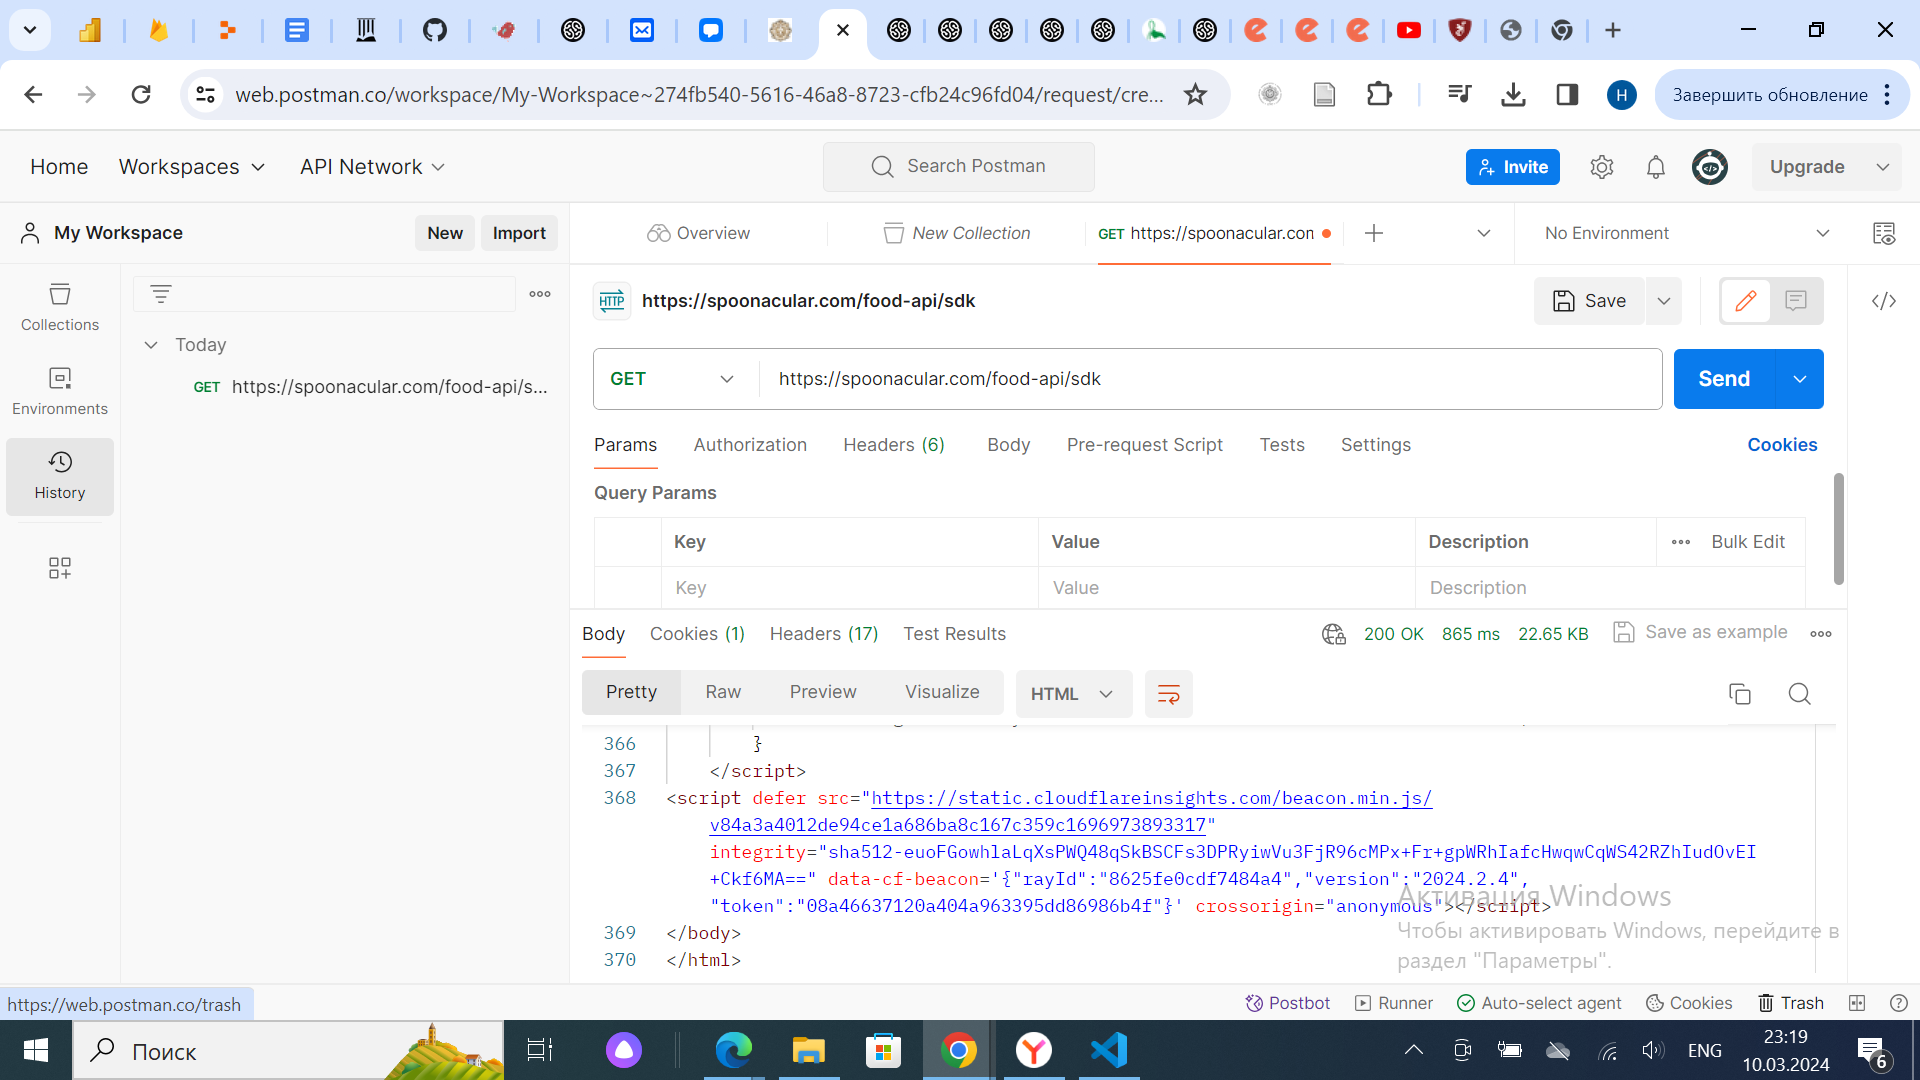 web.postman.co/workspace/My-Workspace~274fb540-5616-46a8-8723-cfb24c96fd04/request/cre...
H
Завершить обновление
Home
Workspaces
API Network
Search Postman
Invite
Upgrade
My Workspace
New
Import
Overview
New Collection
GET https://spoonacular.con
No Environment
Collections
Environments
History
Today
GET https://spoonacular.com/food-api/s...
HTTP
https://spoonacular.com/food-api/sdk
Save
GET
https://spoonacular.com/food-api/sdk
Send
Params
Authorization
Headers (6)
Body
Pre-request Script
Tests
Settings
Cookies
Query Params
Key
Value
Description
Bulk Edit
Key
Value
Description
Body
Cookies (1)
Headers (17)
Test Results
200 OK
865 ms
22.65 KB
Save as example
Pretty
Raw
Preview
Visualize
HTML
366 }
367 </script>
368 <script defer src="https://static.cloudflareinsights.com/beacon.min.js/
v84a3a4012de94ce1a686ba8c167c359c1696973893317"
integrity="sha512-euoFGowhlaLqXsPWQ48qSkBSCFs3DPRyiwVu3FjR96cMPx+Fr+gpWRhIafcHwqwCqWS42RZhIudOvEI
+Ckf6MA==" data-cf-beacon='{"rayId":"8625fe0cdf7484a4","version":"2024.2.4",
"token":"08a46637120a404a963395dd86986b4f"}' crossorigin="anonymous"></script>
369 </body>
370 </html>
Активация Windows
Чтобы активировать Windows, перейдите в
раздел "Параметры".
https://web.postman.co/trash
Postbot
Runner
Auto-select agent
Cookies
Trash
Поиск
ENG
23:19
10.03.2024
6